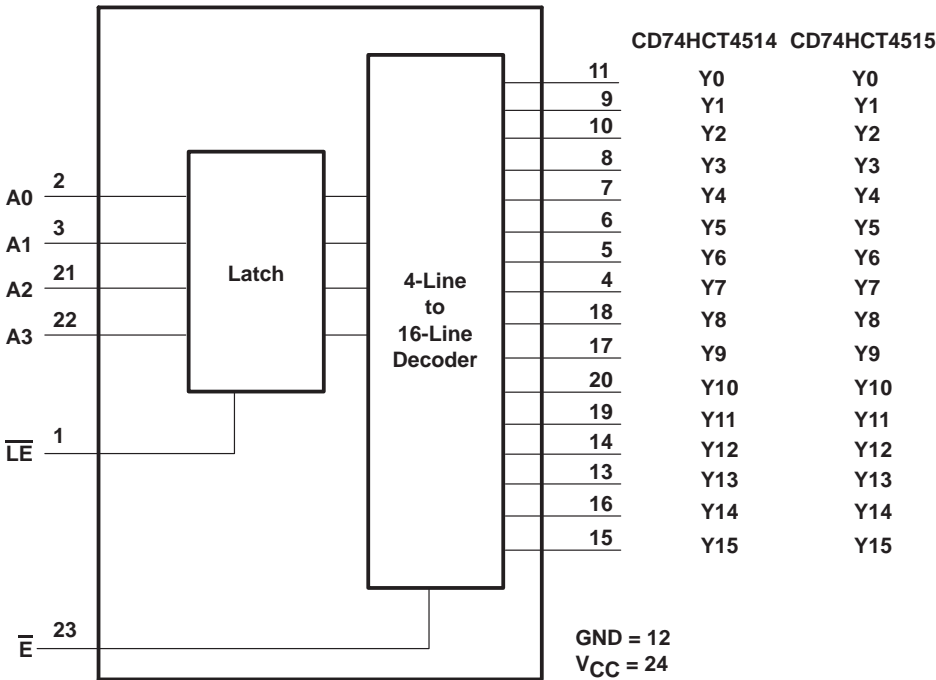 CD74HCT4514 CD74HCT4515
11 Y0 Y0
9 Y1 Y1
10 Y2 Y2
8 Y3 Y3
7 Y4 Y4
6 Y5 Y5
5 Y6 Y6
4 Y7 Y7
18 Y8 Y8
17 Y9 Y9
20 Y10 Y10
19 Y11 Y11
14 Y12 Y12
13 Y13 Y13
16 Y14 Y14
15 Y15 Y15
A0 2
A1 3
A2 21
A3 22
Latch
4-Line
to
16-Line
Decoder
L̅E̅ 1
E̅ 23
GND = 12
VCC = 24